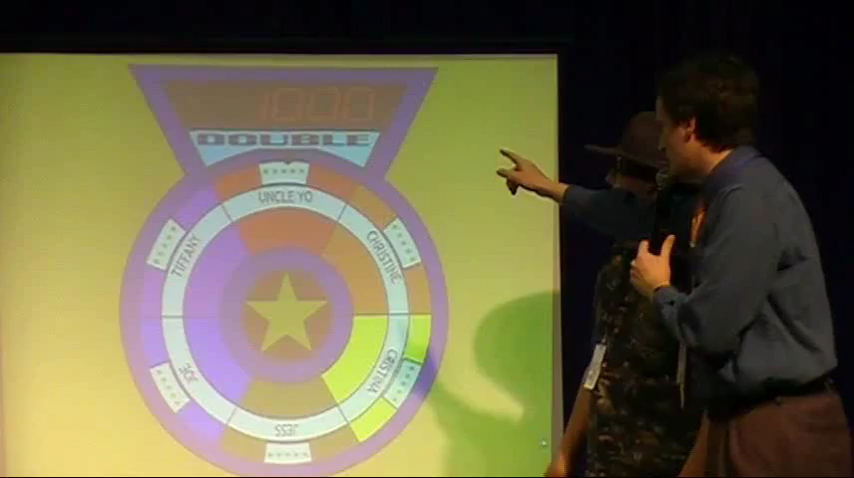 1000
DOUBLE
UNCLE YO
TIFFANY
CHRISTINE
JOE
CRISTINA
JESS